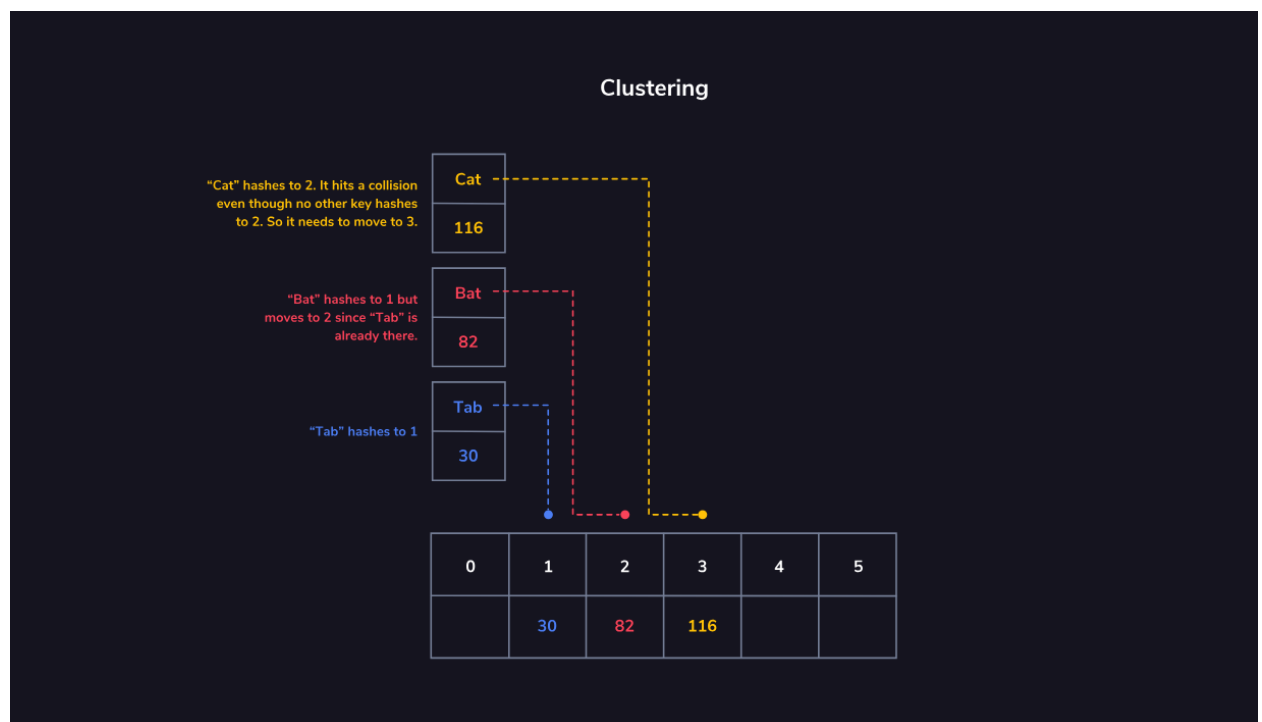 Clustering
“Cat” hashes to 2. It hits a collision
even though no other key hashes
to 2. So it needs to move to 3.
Cat
116
“Bat” hashes to 1 but
moves to 2 since “Tab” is
already there.
Bat
82
“Tab” hashes to 1
Tab
30
0 1 2 3 4 5
30 82 116